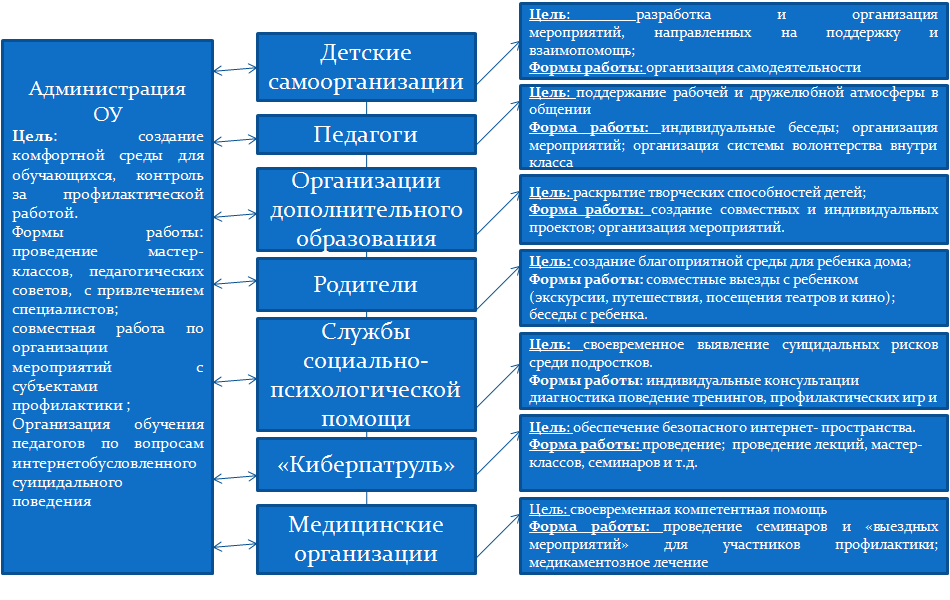 Администрация
ОУ
Цель: создание
комфортной среды для
обучающихся, контроль
за профилактической
работой.
Формы работы:
проведение мастер-
классов, педагогических
советов, с привлечением
специалистов;
совместная работа по
организации
мероприятий с
субъектами
профилактики ;
Организация обучения
педагогов по вопросам
интернетобусловленного
суицидального
поведения
Детские
самоорганизации
Педагоги
Организации
дополнительного
образования
Родители
Службы
социально-
психологической
помощи
«Киберпатруль»
Медицинские
организации
Цель: разработка и организация
мероприятий, направленных на поддержку и
взаимопомощь;
Формы работы: организация самодеятельности
Цель: поддержание рабочей и дружелюбной атмосферы в
общении
Форма работы: индивидуальные беседы; организация
мероприятий; организация системы волонтерства внутри
класса
Цель: раскрытие творческих способностей детей;
Форма работы: создание совместных и индивидуальных
проектов; организация мероприятий.
Цель: создание благоприятной среды для ребенка дома;
Формы работы: совместные выезды с ребенком
(экскурсии, путешествия, посещения театров и кино);
беседы с ребенка.
Цель: своевременное выявление суицидальных рисков
среди подростков.
Формы работы: индивидуальные консультации
диагностика поведение тренингов, профилактических игр и
Цель: обеспечение безопасного интернет- пространства.
Форма работы: проведение; проведение лекций, мастер-
классов, семинаров и т.д.
Цель: своевременная компетентная помощь
Форма работы: проведение семинаров и «выездных
мероприятий» для участников профилактики;
медикаментозное лечение